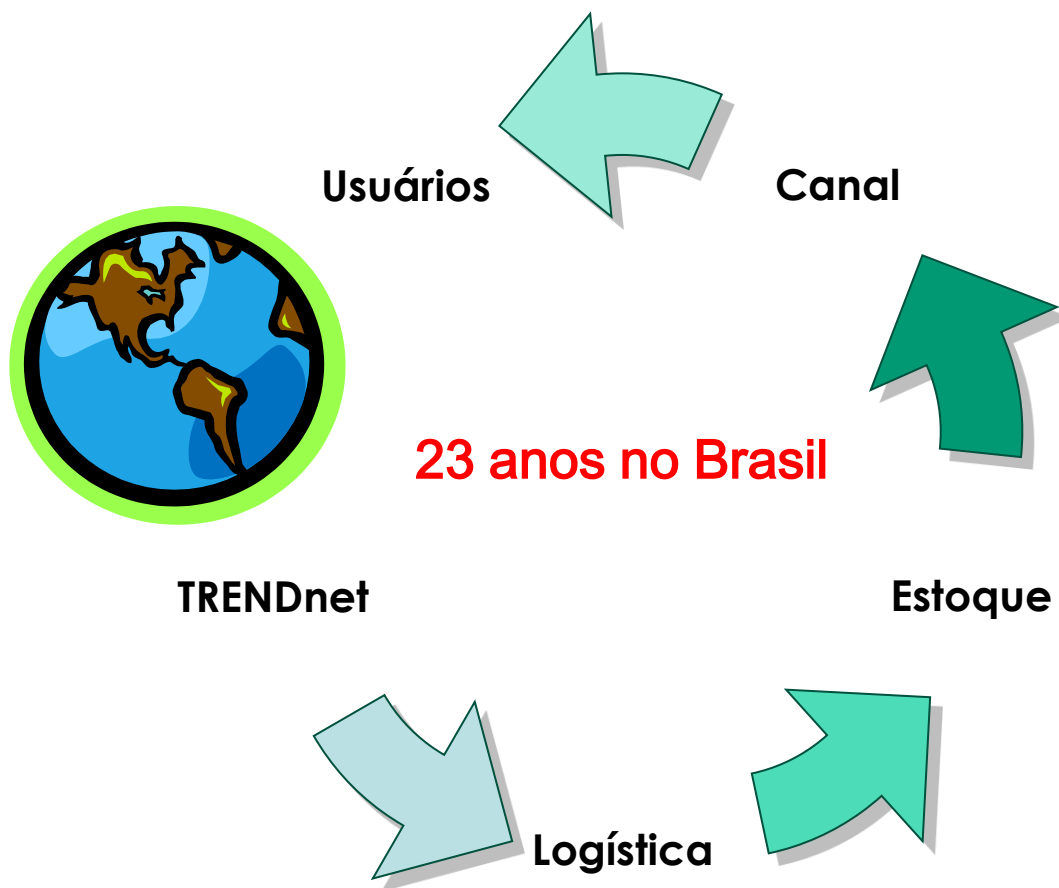 Usuários
Canal
23 anos no Brasil
TRENDnet
Estoque
Logística